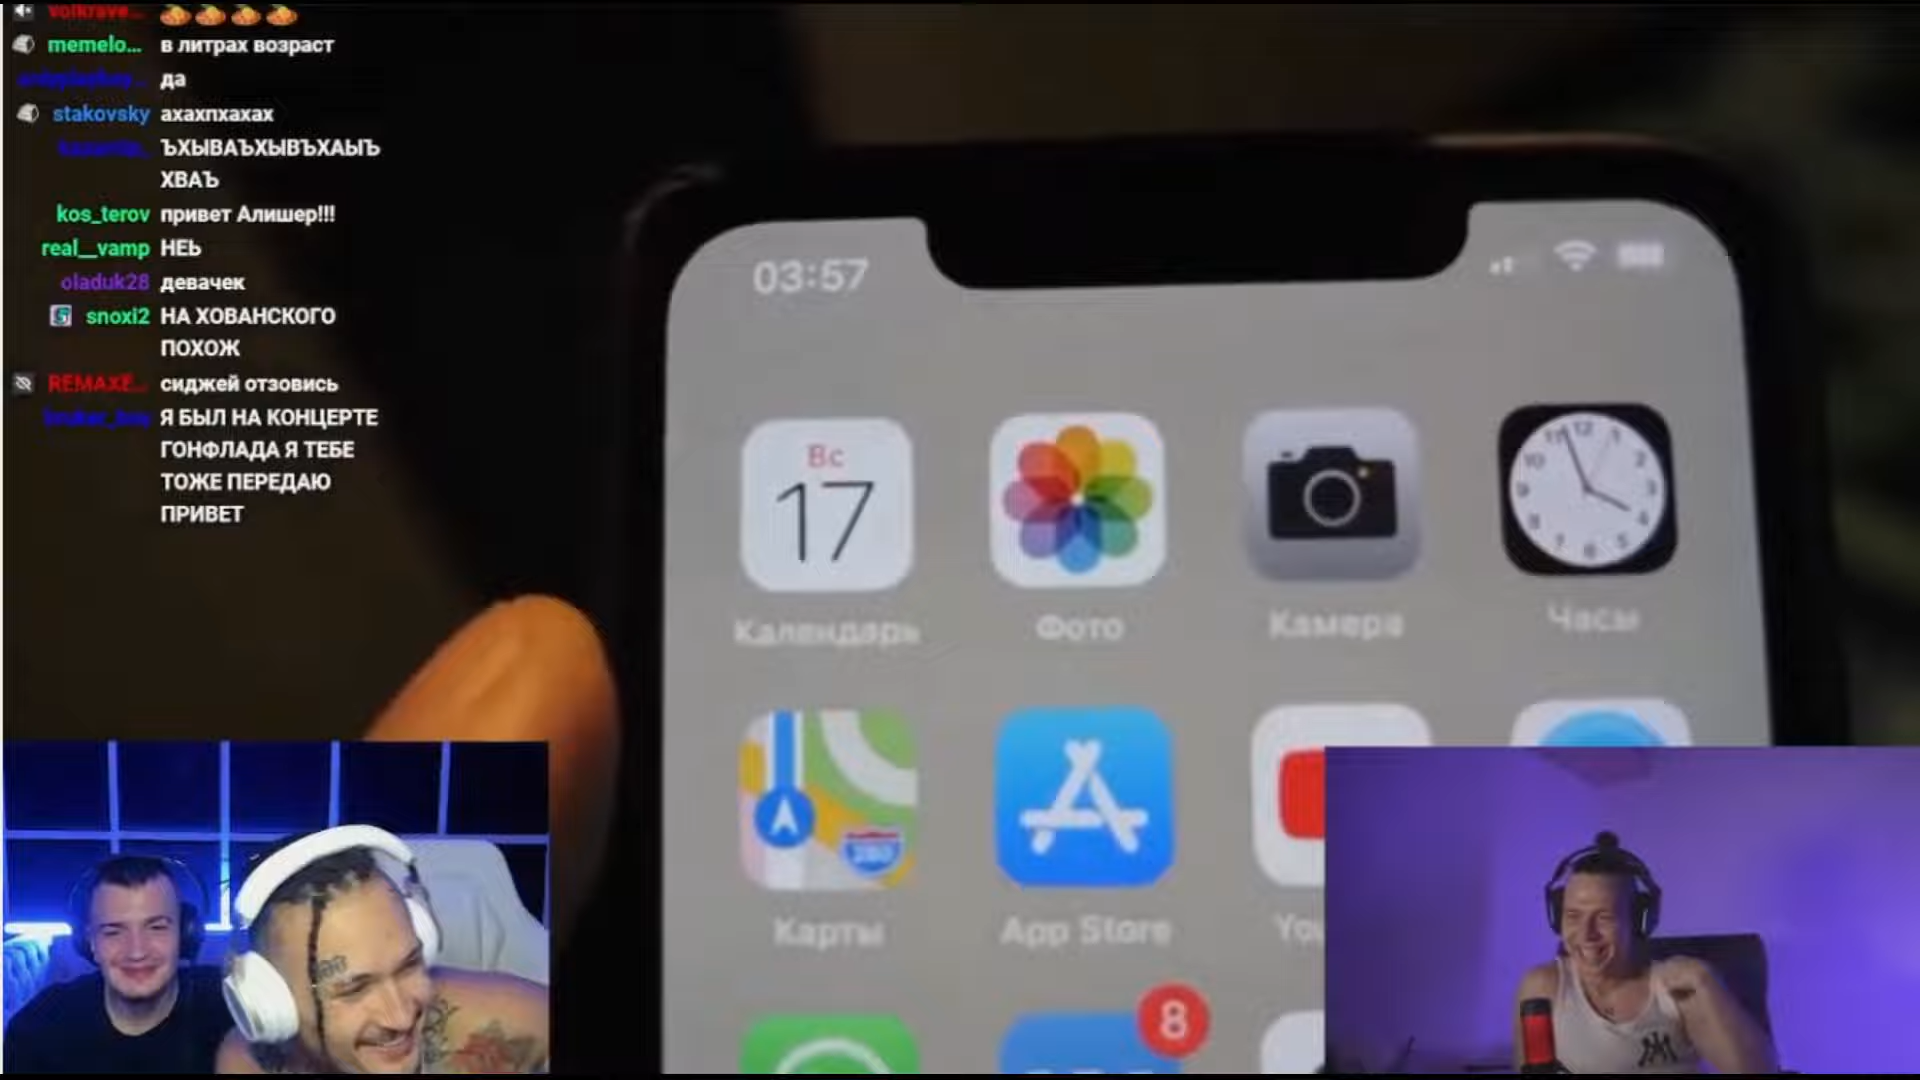 memelo... в литрах возраст
да
stakovsky ахахпхахах
ЪХЫВАЪХЫВЪХАЫЪ
ХВАЪ
kos_terov привет Алишер!!!
real__vamp НЕЬ
oladuk28 девачек
snoxi2 НА ХОВАНСКОГО
ПОХОЖ
REMAXE... сиджей отзовись
Я БЫЛ НА КОНЦЕРТЕ
ГОНФЛАДА Я ТЕБЕ
ТОЖЕ ПЕРЕДАЮ
ПРИВЕТ
03:57
Вс
17
Календарь Фото Камера Часы
280
Карты App Store You
8